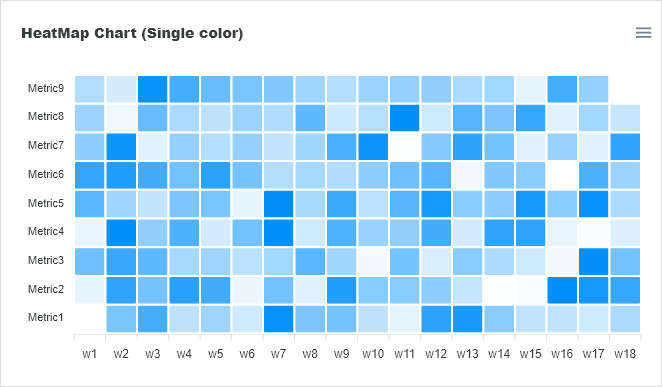 HeatMap Chart (Single color)
Metric9
Metric8
Metric7
Metric6
Metric5
Metric4
Metric3
Metric2
Metric1
w1 w2 w3 w4 w5 w6 w7 w8 w9 w10 w11 w12 w13 w14 w15 w16 w17 w18